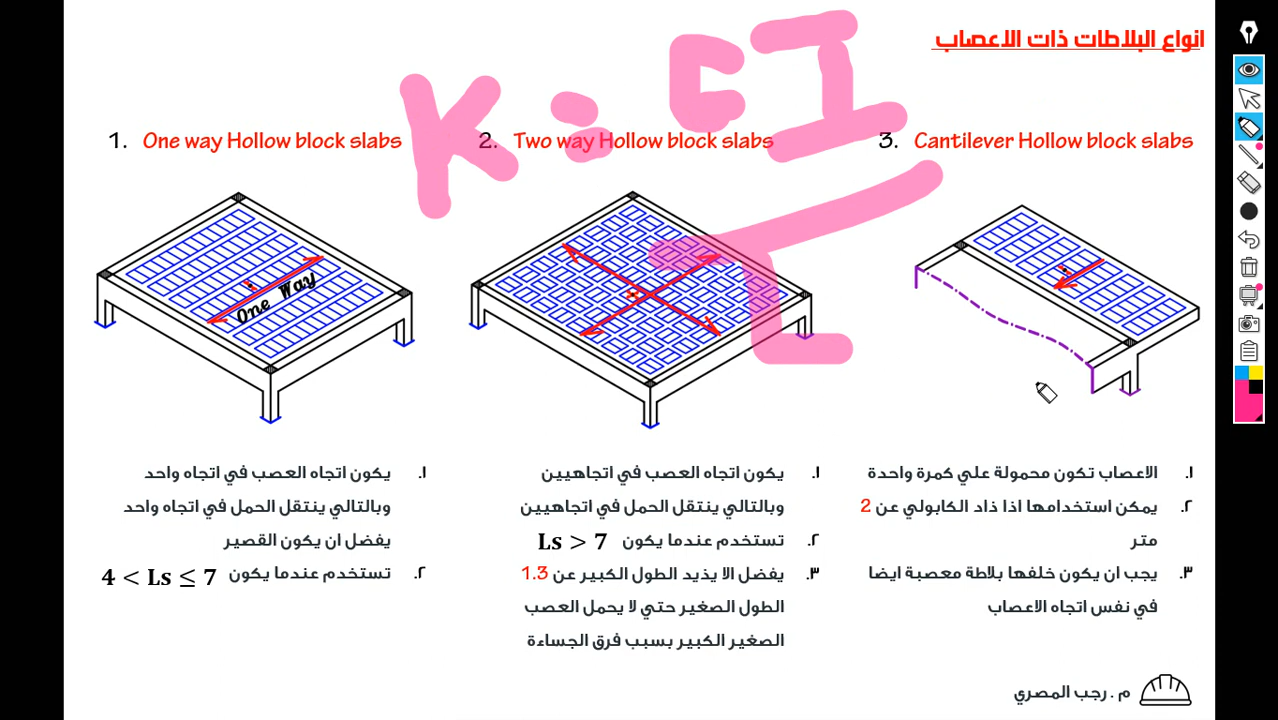 انواع البلاطات ذات الاعصاب
K = EI
L
1. One way Hollow block slabs
2. Two way Hollow block slabs
3. Cantilever Hollow block slabs
One Way
١. يكون اتجاه العصب في اتجاه واحد
وبالتالي ينتقل الحمل في اتجاه واحد
يفضل ان يكون القصير
٢. تستخدم عندما يكون 4 < Ls ≤ 7
١. يكون اتجاه العصب في اتجاهيين
وبالتالي ينتقل الحمل في اتجاهيين
٢. تستخدم عندما يكون Ls > 7
٣. يفضل الا يذيد الطول الكبير عن 1.3
الطول الصغير حتي لا يحمل العصب
الصغير الكبير بسبب فرق الجساءة
١. الاعصاب تكون محمولة علي كمرة واحدة
٢. يمكن استخدامها اذا ذاد الكابولي عن 2
متر
٣. يجب ان يكون خلفها بلاطة معصبة ايضا
في نفس اتجاه الاعصاب
م . رجب المصري